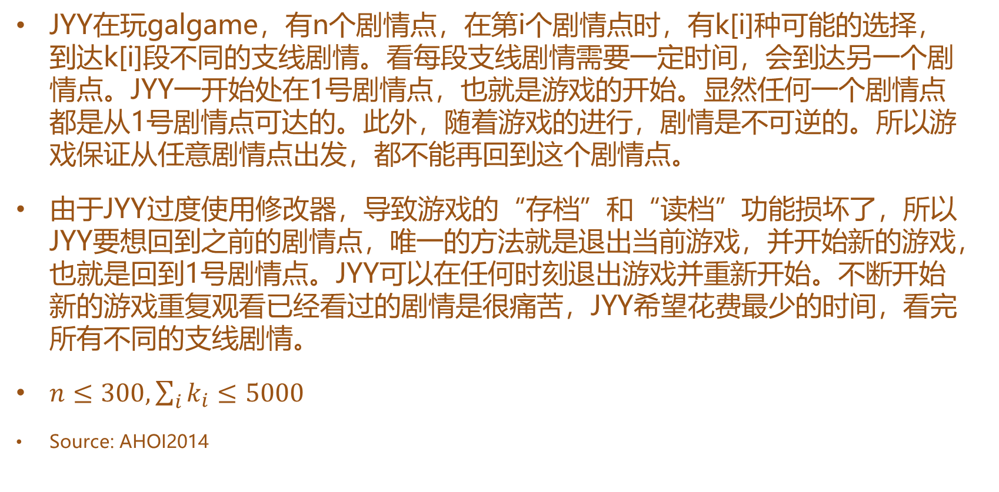 • JYY在玩galgame，有n个剧情点，在第i个剧情点时，有k[i]种可能的选择，
到达k[i]段不同的支线剧情。看每段支线剧情需要一定时间，会到达另一个剧
情点。JYY一开始处在1号剧情点，也就是游戏的开始。显然任何一个剧情点
都是从1号剧情点可达的。此外，随着游戏的进行，剧情是不可逆的。所以游
戏保证从任意剧情点出发，都不能再回到这个剧情点。
• 由于JYY过度使用修改器，导致游戏的“存档”和“读档”功能损坏了，所以
JYY要想回到之前的剧情点，唯一的方法就是退出当前游戏，并开始新的游戏，
也就是回到1号剧情点。JYY可以在任何时刻退出游戏并重新开始。不断开始
新的游戏重复观看已经看过的剧情是很痛苦，JYY希望花费最少的时间，看完
所有不同的支线剧情。
• n ≤ 300, ∑ᵢ kᵢ ≤ 5000
• Source: AHOI2014